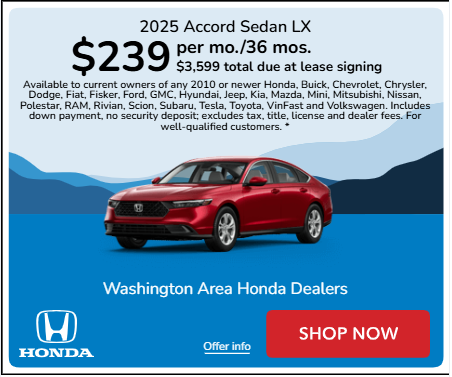 2025 Accord Sedan LX
$239 per mo./36 mos.
$3,599 total due at lease signing
Available to current owners of any 2010 or newer Honda, Buick, Chevrolet, Chrysler,
Dodge, Fiat, Fisker, Ford, GMC, Hyundai, Jeep, Kia, Mazda, Mini, Mitsubishi, Nissan,
Polestar, RAM, Rivian, Scion, Subaru, Tesla, Toyota, VinFast and Volkswagen. Includes
down payment, no security deposit; excludes tax, title, license and dealer fees. For
well-qualified customers. *
Washington Area Honda Dealers
HONDA
Offer info
SHOP NOW